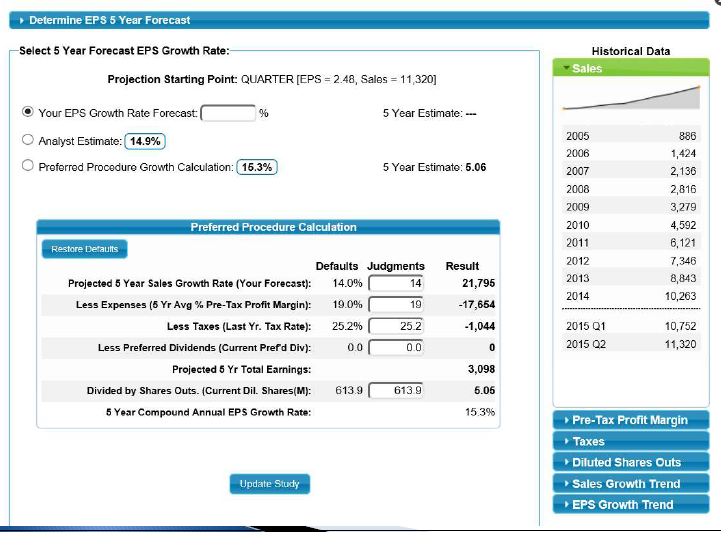 Determine EPS 5 Year Forecast
Select 5 Year Forecast EPS Growth Rate:
Projection Starting Point: QUARTER [EPS = 2.48, Sales = 11,320]
Your EPS Growth Rate Forecast: % 5 Year Estimate: ---
Analyst Estimate: 14.9%
Preferred Procedure Growth Calculation: 15.3% 5 Year Estimate: 5.06
Preferred Procedure Calculation
Restore Defaults
Defaults Judgments Result
Projected 5 Year Sales Growth Rate (Your Forecast): 14.0% 14 21,795
Less Expenses (5 Yr Avg % Pre-Tax Profit Margin): 19.0% 19 -17,654
Less Taxes (Last Yr. Tax Rate): 25.2% 25.2 -1,044
Less Preferred Dividends (Current Pref'd Div): 0.0 0.0 0
Projected 5 Yr Total Earnings: 3,098
Divided by Shares Outs. (Current Dil. Shares(M): 613.9 613.9 5.05
5 Year Compound Annual EPS Growth Rate: 15.3%
Update Study
Historical Data
Sales
2005 886
2006 1,424
2007 2,136
2008 2,816
2009 3,279
2010 4,592
2011 6,121
2012 7,346
2013 8,843
2014 10,263
2015 Q1 10,752
2015 Q2 11,320
Pre-Tax Profit Margin
Taxes
Diluted Shares Outs
Sales Growth Trend
EPS Growth Trend